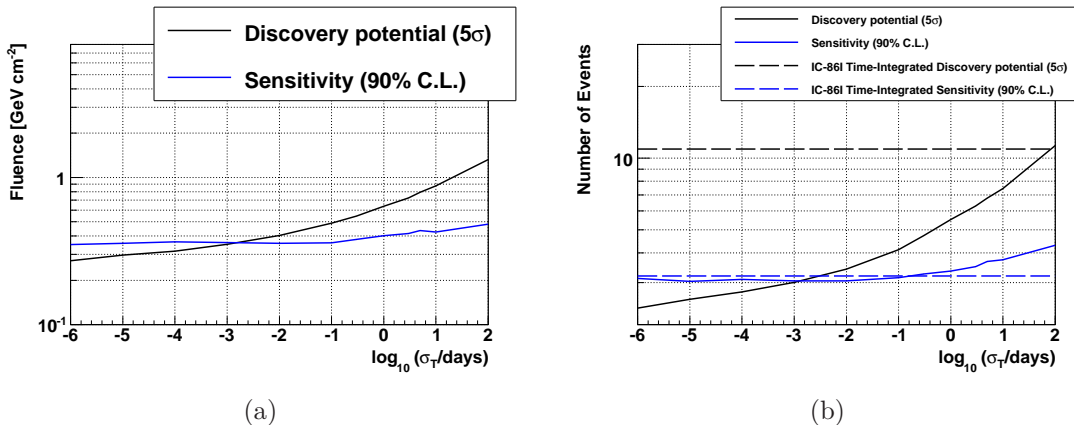 Discovery potential (5σ)
Sensitivity (90% C.L.)
Fluence [GeV cm⁻²]
1
10⁻¹
-6 -5 -4 -3 -2 -1 0 1 2
log₁₀ (σ_T/days)
(a)
Discovery potential (5σ)
Sensitivity (90% C.L.)
IC-86I Time-Integrated Discovery potential (5σ)
IC-86I Time-Integrated Sensitivity (90% C.L.)
Number of Events
10
-6 -5 -4 -3 -2 -1 0 1 2
log₁₀ (σ_T/days)
(b)